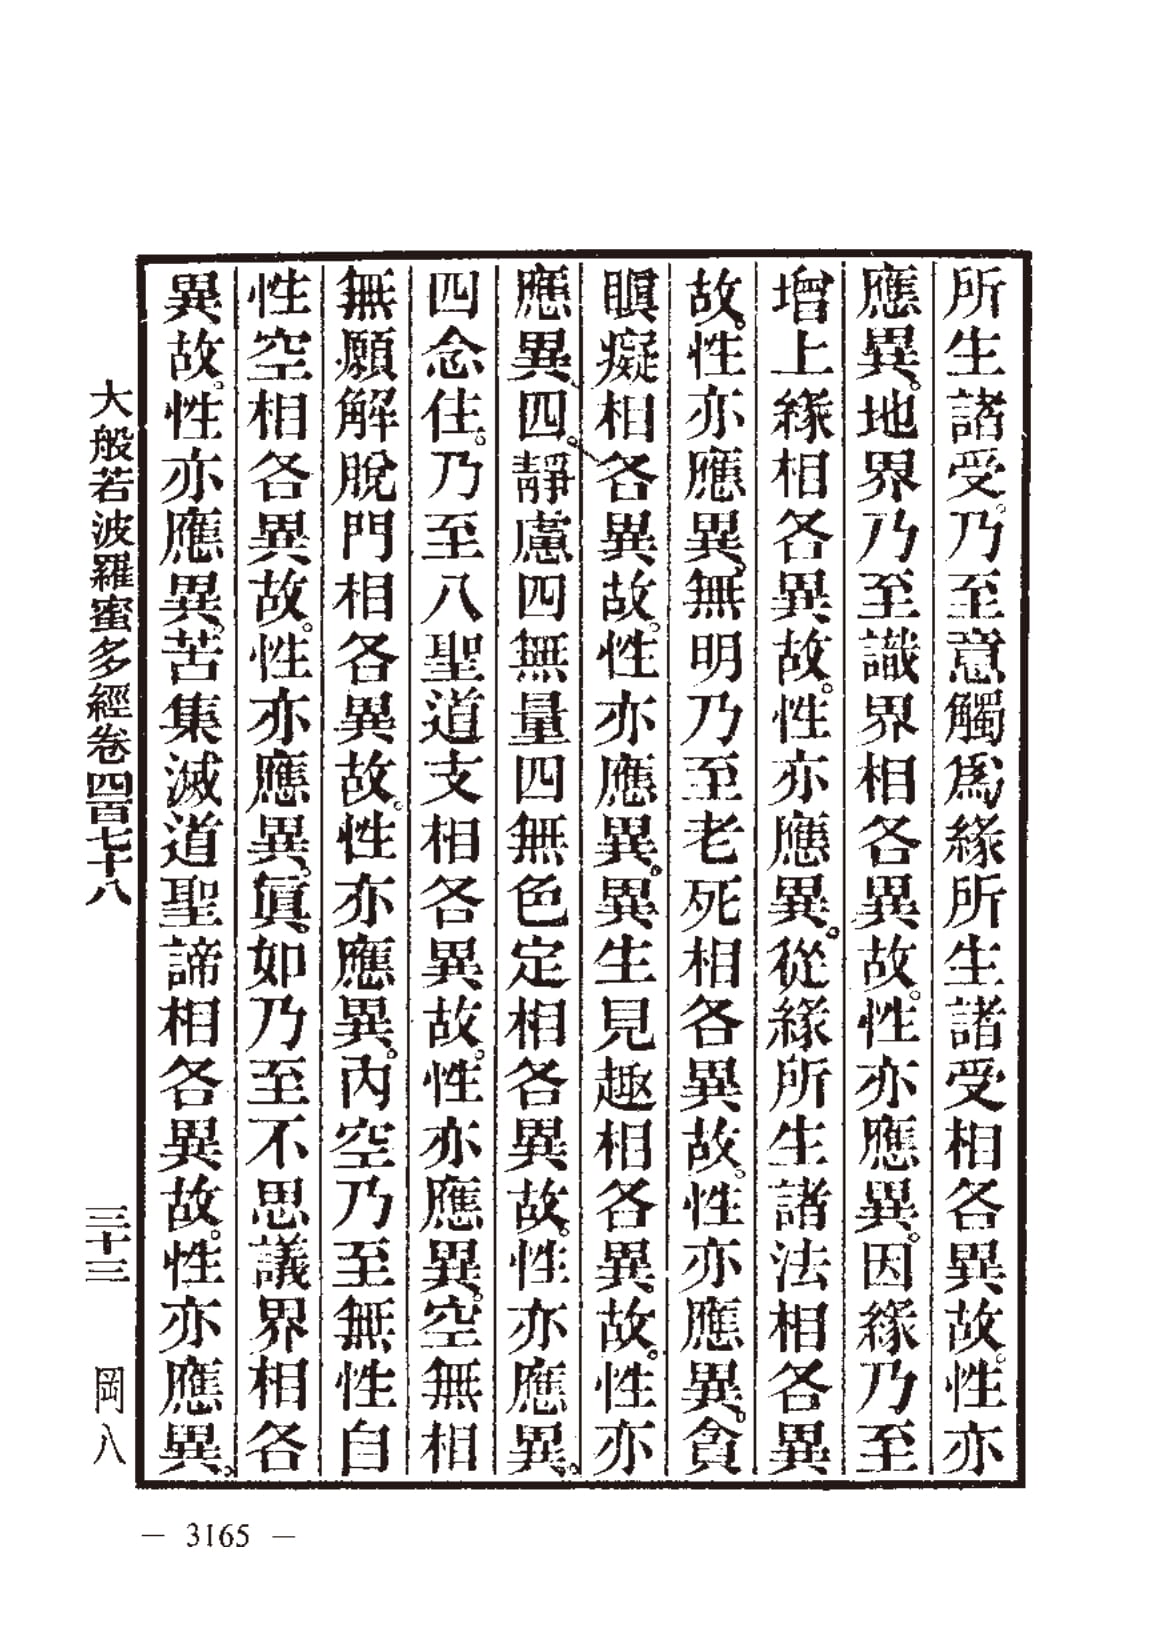 所生諸受。乃至意觸爲緣所生諸受相各異故。性亦
應異。地界乃至識界相各異故。性亦應異。因緣乃至
增上緣相各異故。性亦應異。從緣所生諸法相各異
故。性亦應異。無明乃至老死相各異故。性亦應異。貪
瞋癡相各異故。性亦應異。異生見趣相各異故。性亦
應異。四。靜慮四無量四無色定相各異故。性亦應異。
四念住。乃至八聖道支相各異故。性亦應異。空無相
無願解脫門相各異故。性亦應異。內空乃至無性自
性空相各異故。性亦應異。眞。如乃至不思議界相各
異故。性亦應異。苦集滅道聖諦相各異故。性亦應異。
大般若波羅蜜多經卷四百七十八 三十三 岡八
— 3165 —